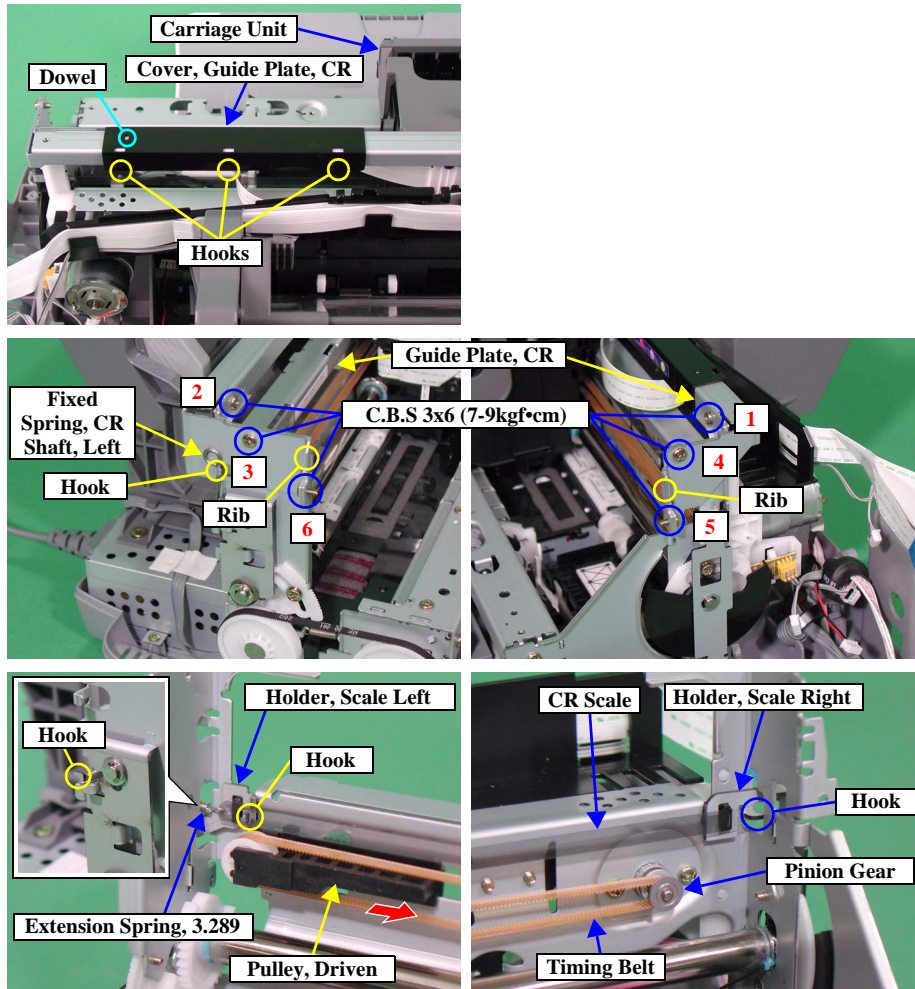 Carriage Unit
Cover, Guide Plate, CR
Dowel
Hooks
Guide Plate, CR
2
Fixed
Spring, CR
Shaft, Left
C.B.S 3x6 (7-9kgf•cm)
1
3
4
Hook
Rib
Rib
6
5
Holder, Scale Left
CR Scale
Holder, Scale Right
Hook
Hook
Hook
Pinion Gear
Extension Spring, 3.289
Pulley, Driven
Timing Belt